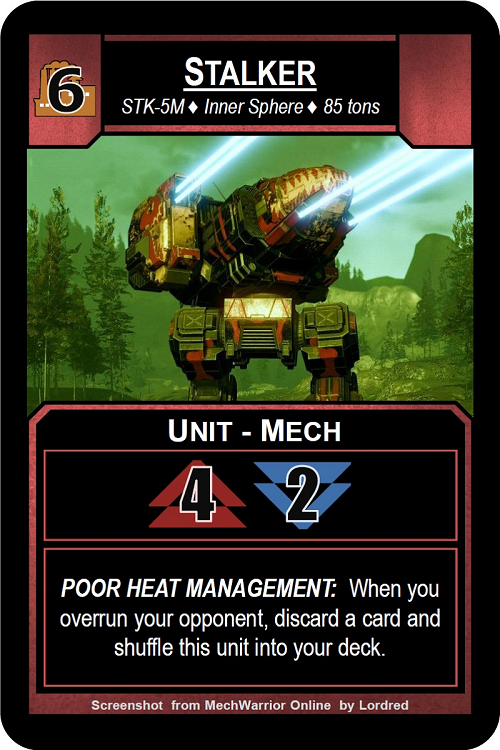 6
STALKER
STK-5M ♦ Inner Sphere ♦ 85 tons
UNIT - MECH
4 2
POOR HEAT MANAGEMENT: When you
overrun your opponent, discard a card and
shuffle this unit into your deck.
Screenshot from MechWarrior Online by Lordred